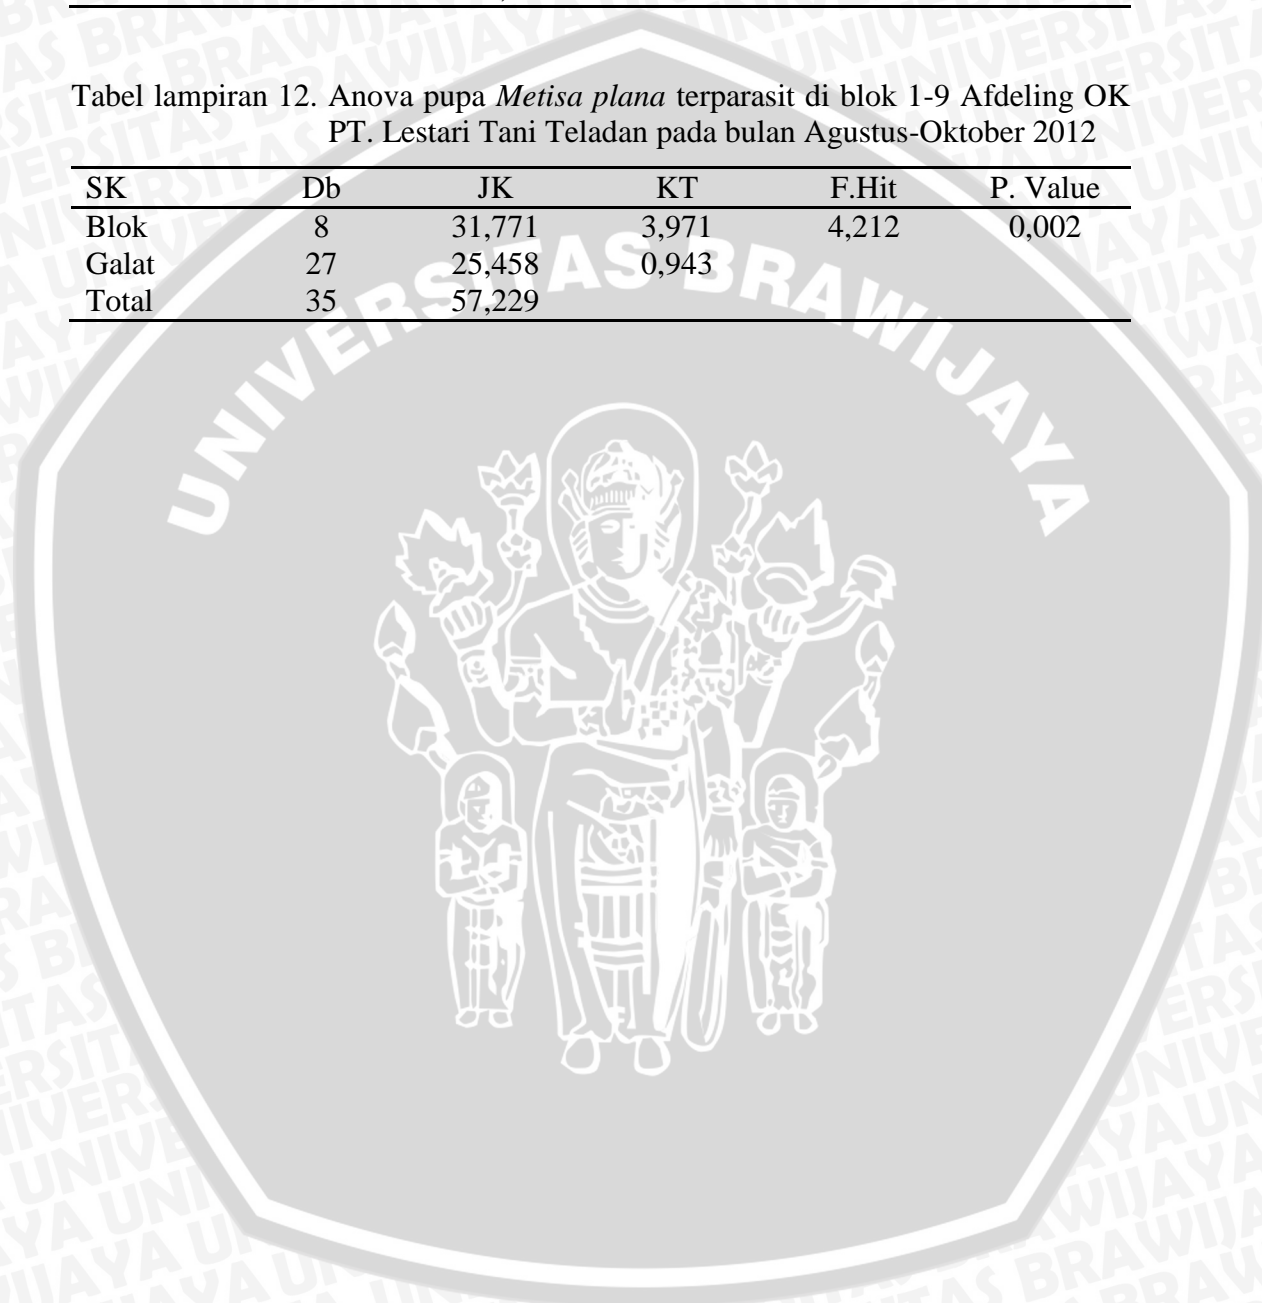 Tabel lampiran 12. Anova pupa Metisa plana terparasit di blok 1-9 Afdeling OK
PT. Lestari Tani Teladan pada bulan Agustus-Oktober 2012
SK Db JK KT F.Hit P. Value
Blok 8 31,771 3,971 4,212 0,002
Galat 27 25,458 0,943
Total 35 57,229
UNIVERSITAS BRAWIJAYA